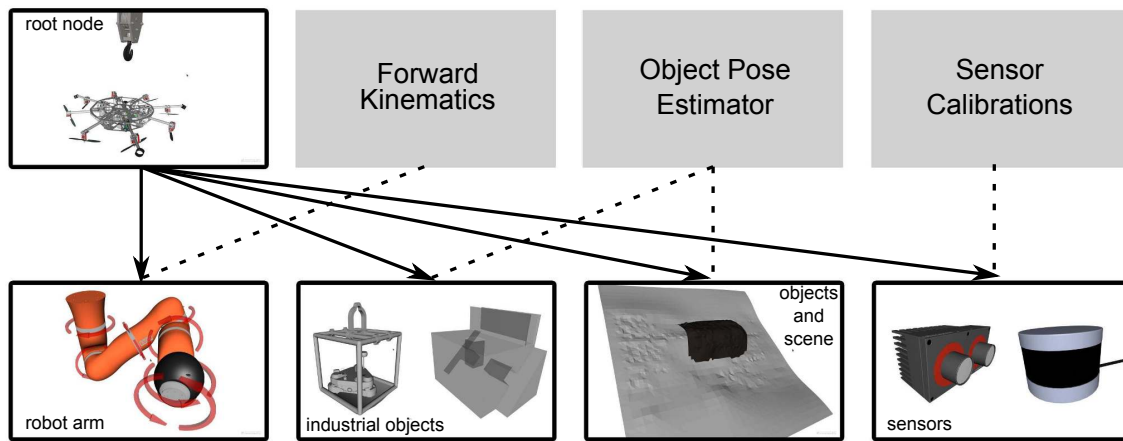 root node
Forward
Kinematics
Object Pose
Estimator
Sensor
Calibrations
robot arm
industrial objects
objects
and
scene
sensors